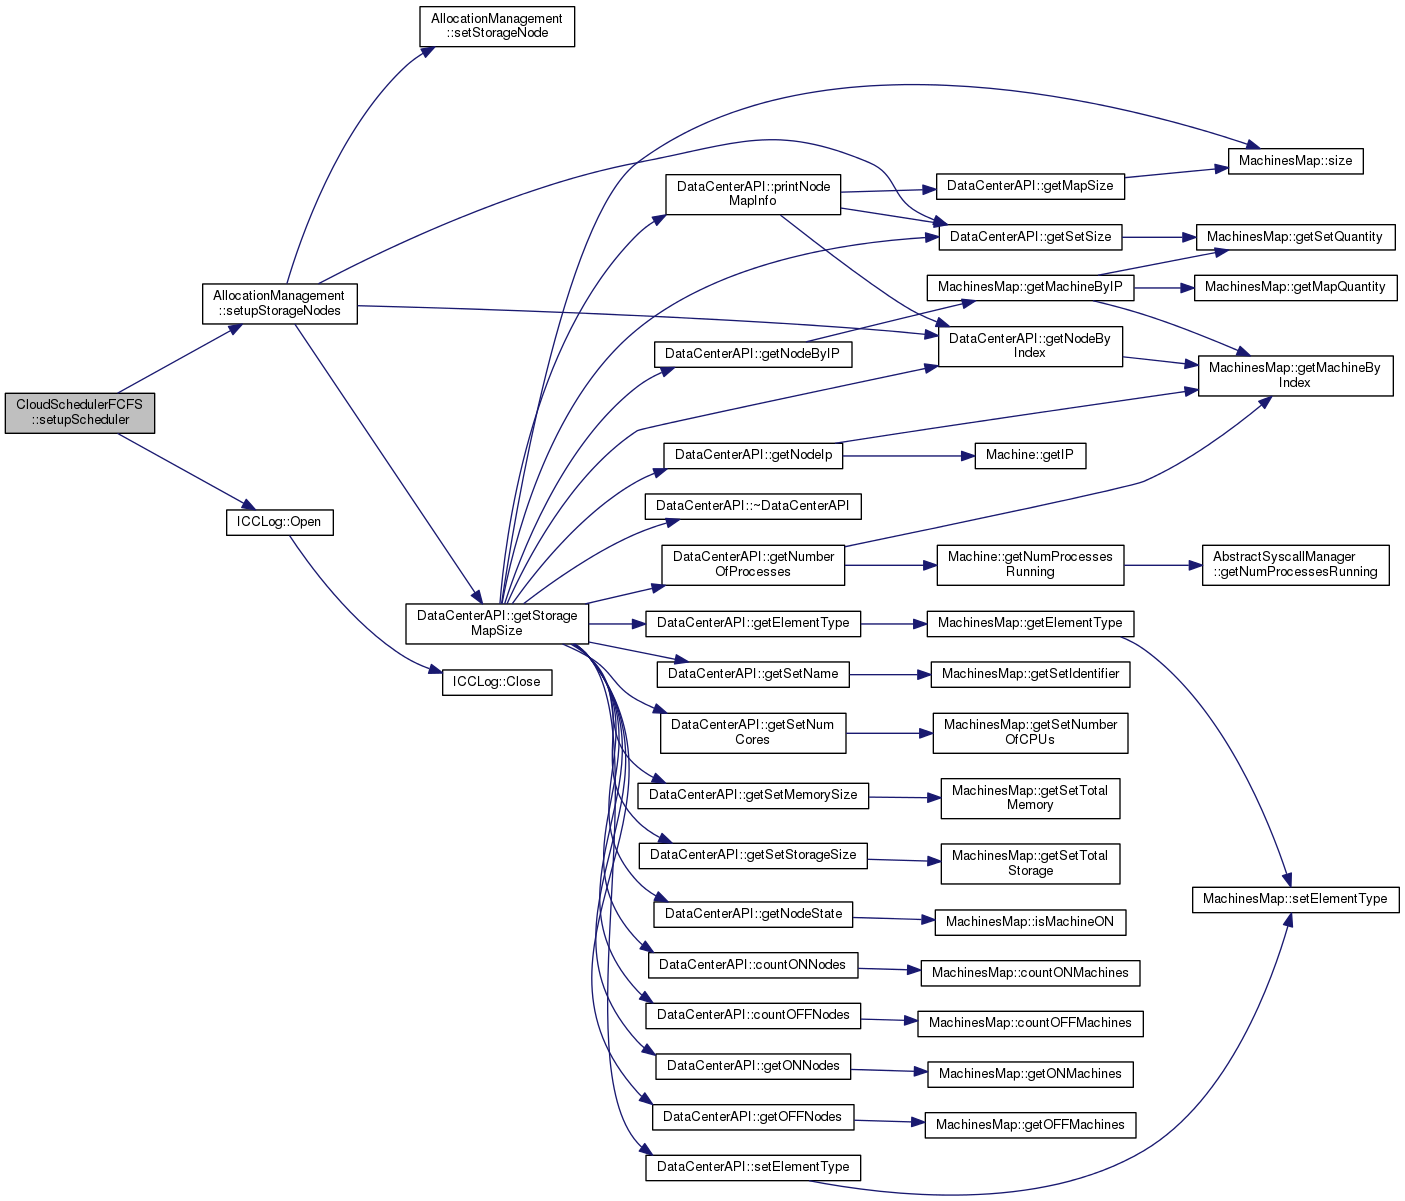 AllocationManagement
::setStorageNode
MachinesMap::size
DataCenterAPI::printNode
MapInfo
DataCenterAPI::getMapSize
DataCenterAPI::getSetSize
MachinesMap::getSetQuantity
AllocationManagement
::setupStorageNodes
MachinesMap::getMachineByIP
MachinesMap::getMapQuantity
DataCenterAPI::getNodeByIP
DataCenterAPI::getNodeBy
Index
MachinesMap::getMachineBy
Index
CloudSchedulerFCFS
::setupScheduler
DataCenterAPI::getNodeIp
Machine::getIP
DataCenterAPI::~DataCenterAPI
ICCLog::Open
DataCenterAPI::getNumber
OfProcesses
Machine::getNumProcesses
Running
AbstractSyscallManager
::getNumProcessesRunning
DataCenterAPI::getStorage
MapSize
DataCenterAPI::getElementType
MachinesMap::getElementType
ICCLog::Close
DataCenterAPI::getSetName
MachinesMap::getSetIdentifier
DataCenterAPI::getSetNum
Cores
MachinesMap::getSetNumber
OfCPUs
DataCenterAPI::getSetMemorySize
MachinesMap::getSetTotal
Memory
DataCenterAPI::getSetStorageSize
MachinesMap::getSetTotal
Storage
MachinesMap::setElementType
DataCenterAPI::getNodeState
MachinesMap::isMachineON
DataCenterAPI::countONNodes
MachinesMap::countONMachines
DataCenterAPI::countOFFNodes
MachinesMap::countOFFMachines
DataCenterAPI::getONNodes
MachinesMap::getONMachines
DataCenterAPI::getOFFNodes
MachinesMap::getOFFMachines
DataCenterAPI::setElementType